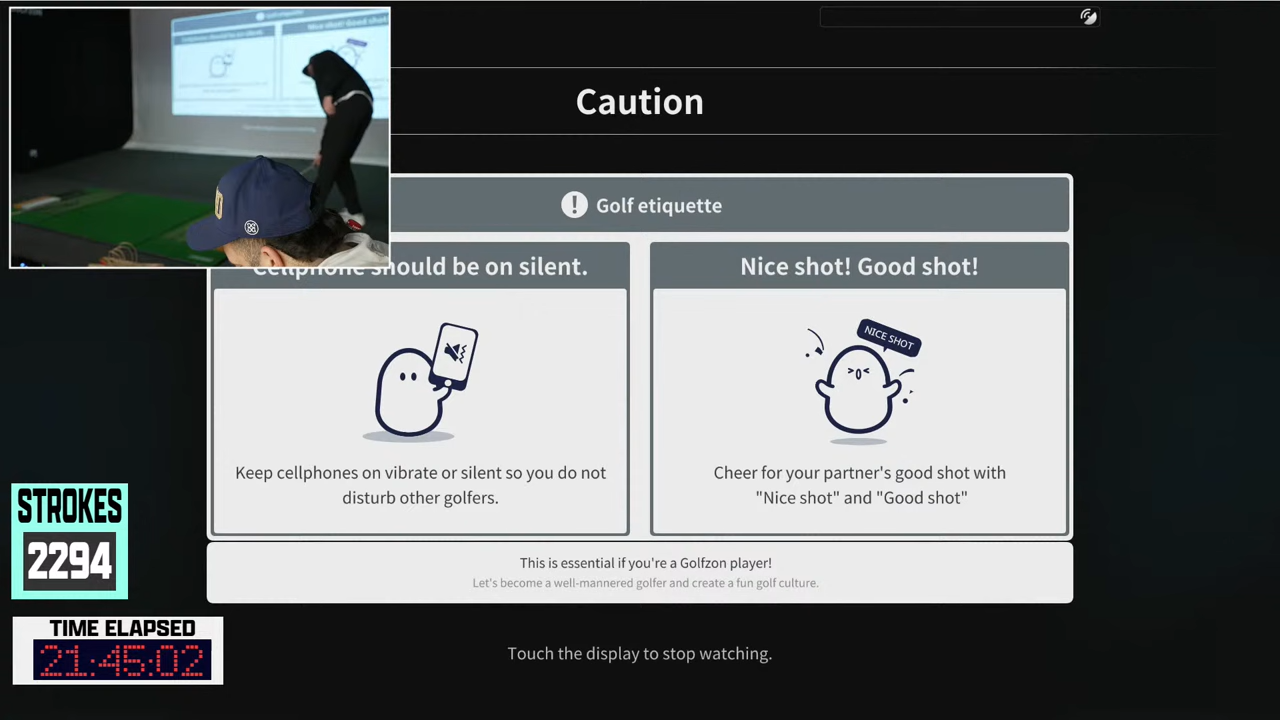 Caution
Golf etiquette
Cellphone should be on silent.
Nice shot! Good shot!
NICE SHOT
Keep cellphones on vibrate or silent so you do not
disturb other golfers.
Cheer for your partner's good shot with
"Nice shot" and "Good shot"
This is essential if you're a Golfzon player!
Let's become a well-mannered golfer and create a fun golf culture.
Touch the display to stop watching.
STROKES
2294
TIME ELAPSED
21:45:02